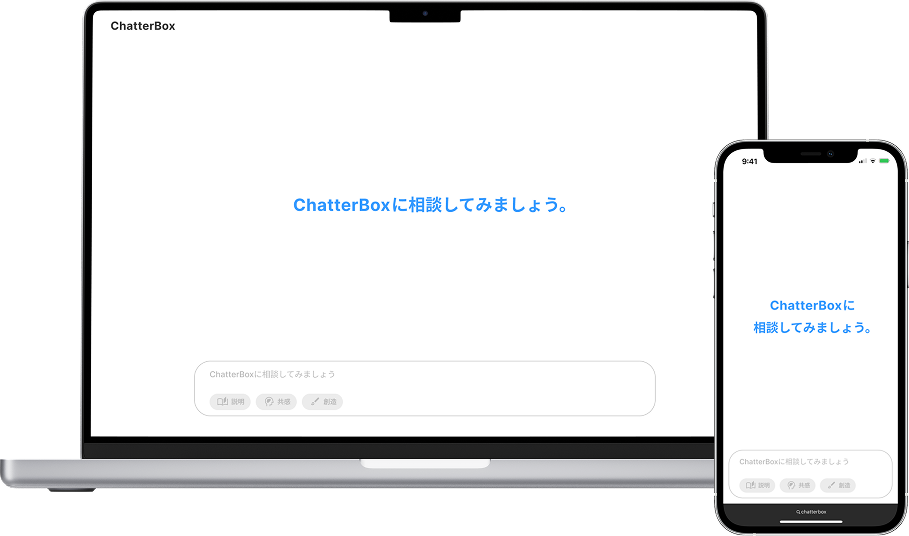 ChatterBox
ChatterBoxに相談してみましょう。
ChatterBoxに相談してみましょう
説明 共感 創造
9:41
ChatterBoxに
相談してみましょう。
ChatterBoxに相談してみましょう
説明 共感 創造
chatterbox